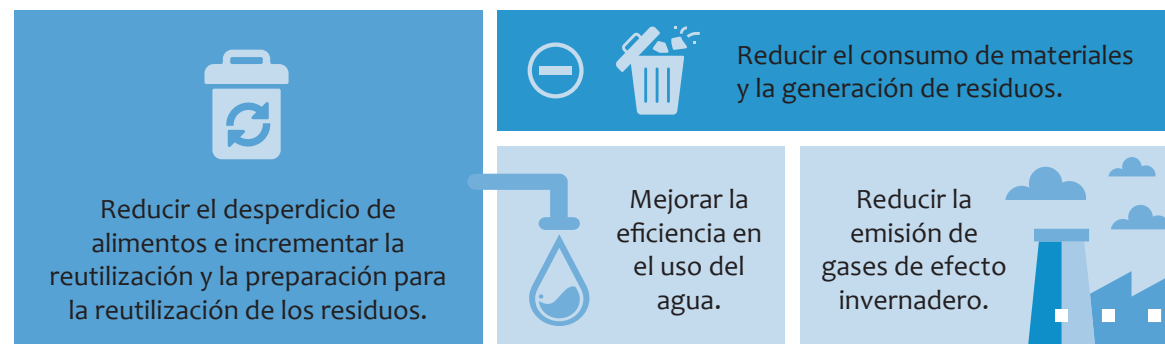 Reducir el desperdicio de
alimentos e incrementar la
reutilización y la preparación para
la reutilización de los residuos.
Reducir el consumo de materiales
y la generación de residuos.
Mejorar la
eficiencia en
el uso del
agua.
Reducir la
emisión de
gases de efecto
invernadero.